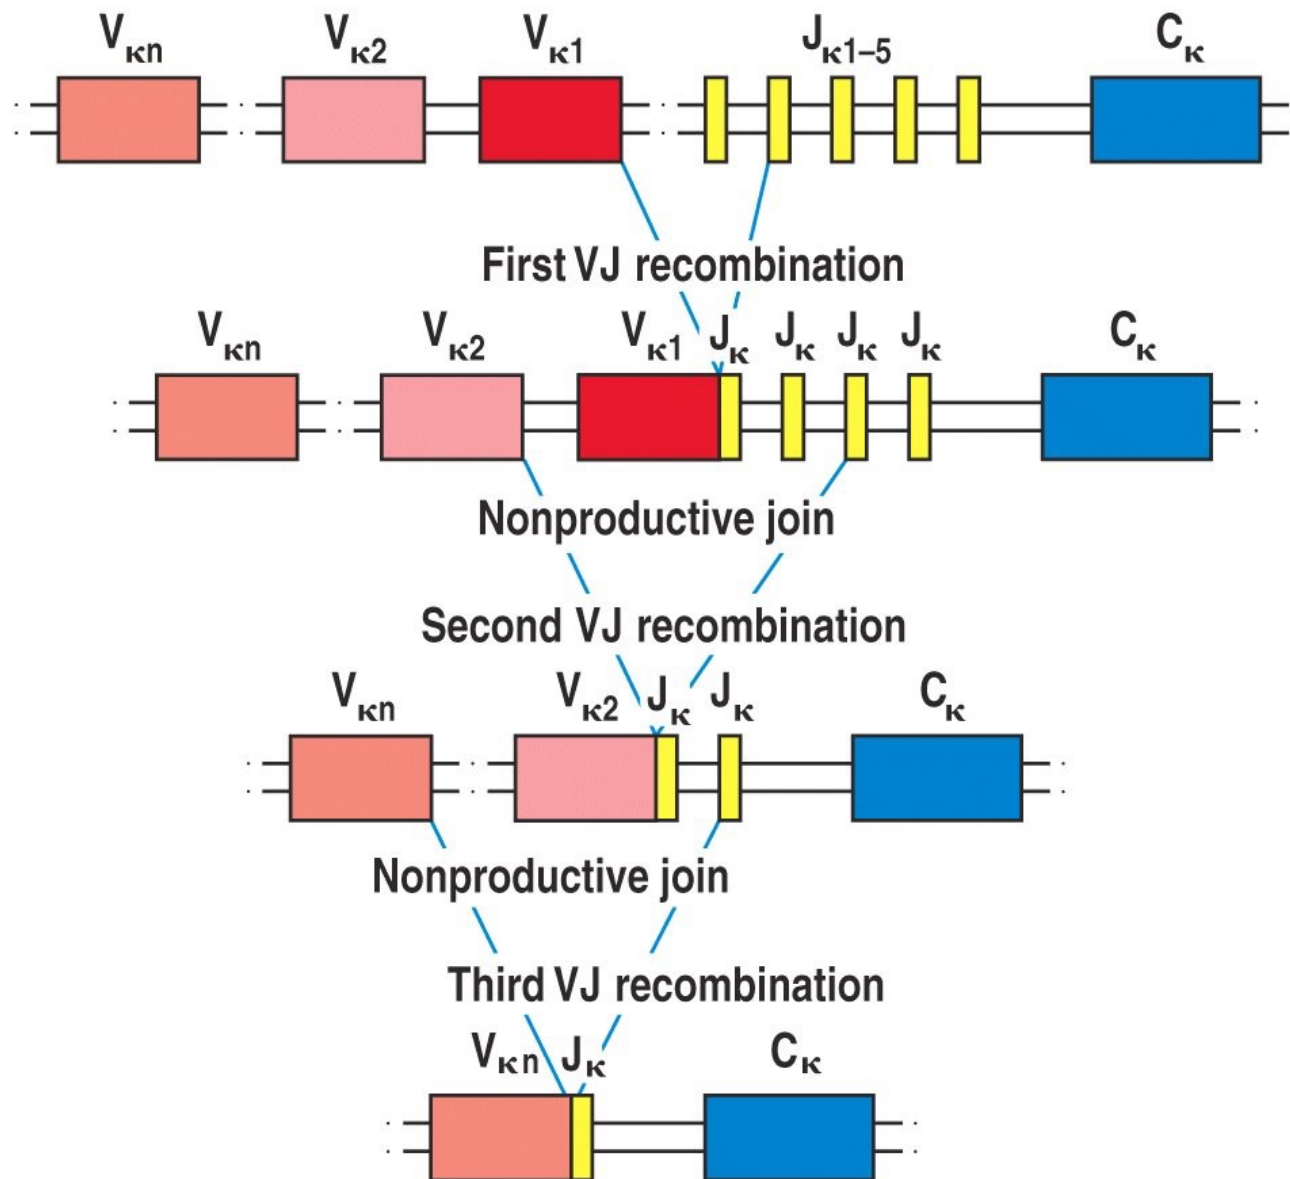 Vκn Vκ2 Vκ1 Jκ1–5 Cκ
First VJ recombination
Vκn Vκ2 Vκ1 Jκ Jκ Jκ Jκ Cκ
Nonproductive join
Second VJ recombination
Vκn Vκ2 Jκ Jκ Cκ
Nonproductive join
Third VJ recombination
Vκn Jκ Cκ